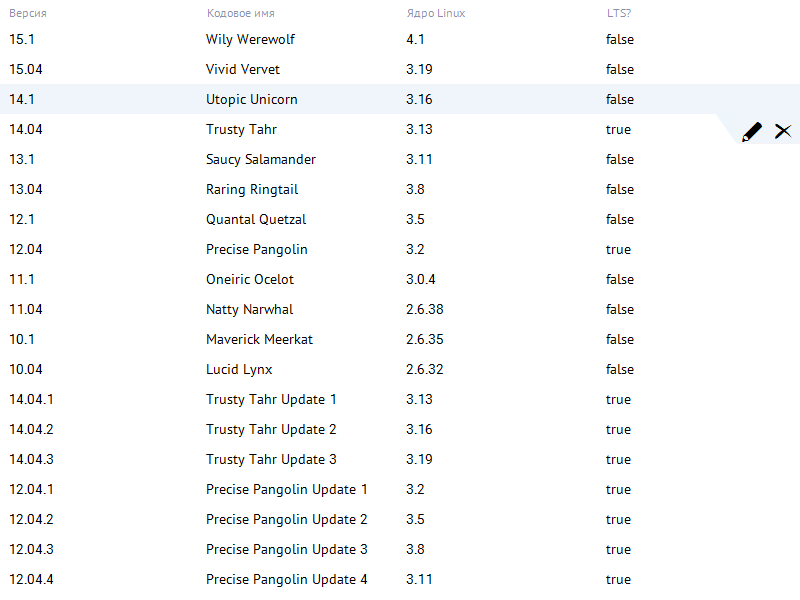 Версия Кодовое имя Ядро Linux LTS?
15.1 Wily Werewolf 4.1 false
15.04 Vivid Vervet 3.19 false
14.1 Utopic Unicorn 3.16 false
14.04 Trusty Tahr 3.13 true
13.1 Saucy Salamander 3.11 false
13.04 Raring Ringtail 3.8 false
12.1 Quantal Quetzal 3.5 false
12.04 Precise Pangolin 3.2 true
11.1 Oneiric Ocelot 3.0.4 false
11.04 Natty Narwhal 2.6.38 false
10.1 Maverick Meerkat 2.6.35 false
10.04 Lucid Lynx 2.6.32 false
14.04.1 Trusty Tahr Update 1 3.13 true
14.04.2 Trusty Tahr Update 2 3.16 true
14.04.3 Trusty Tahr Update 3 3.19 true
12.04.1 Precise Pangolin Update 1 3.2 true
12.04.2 Precise Pangolin Update 2 3.5 true
12.04.3 Precise Pangolin Update 3 3.8 true
12.04.4 Precise Pangolin Update 4 3.11 true